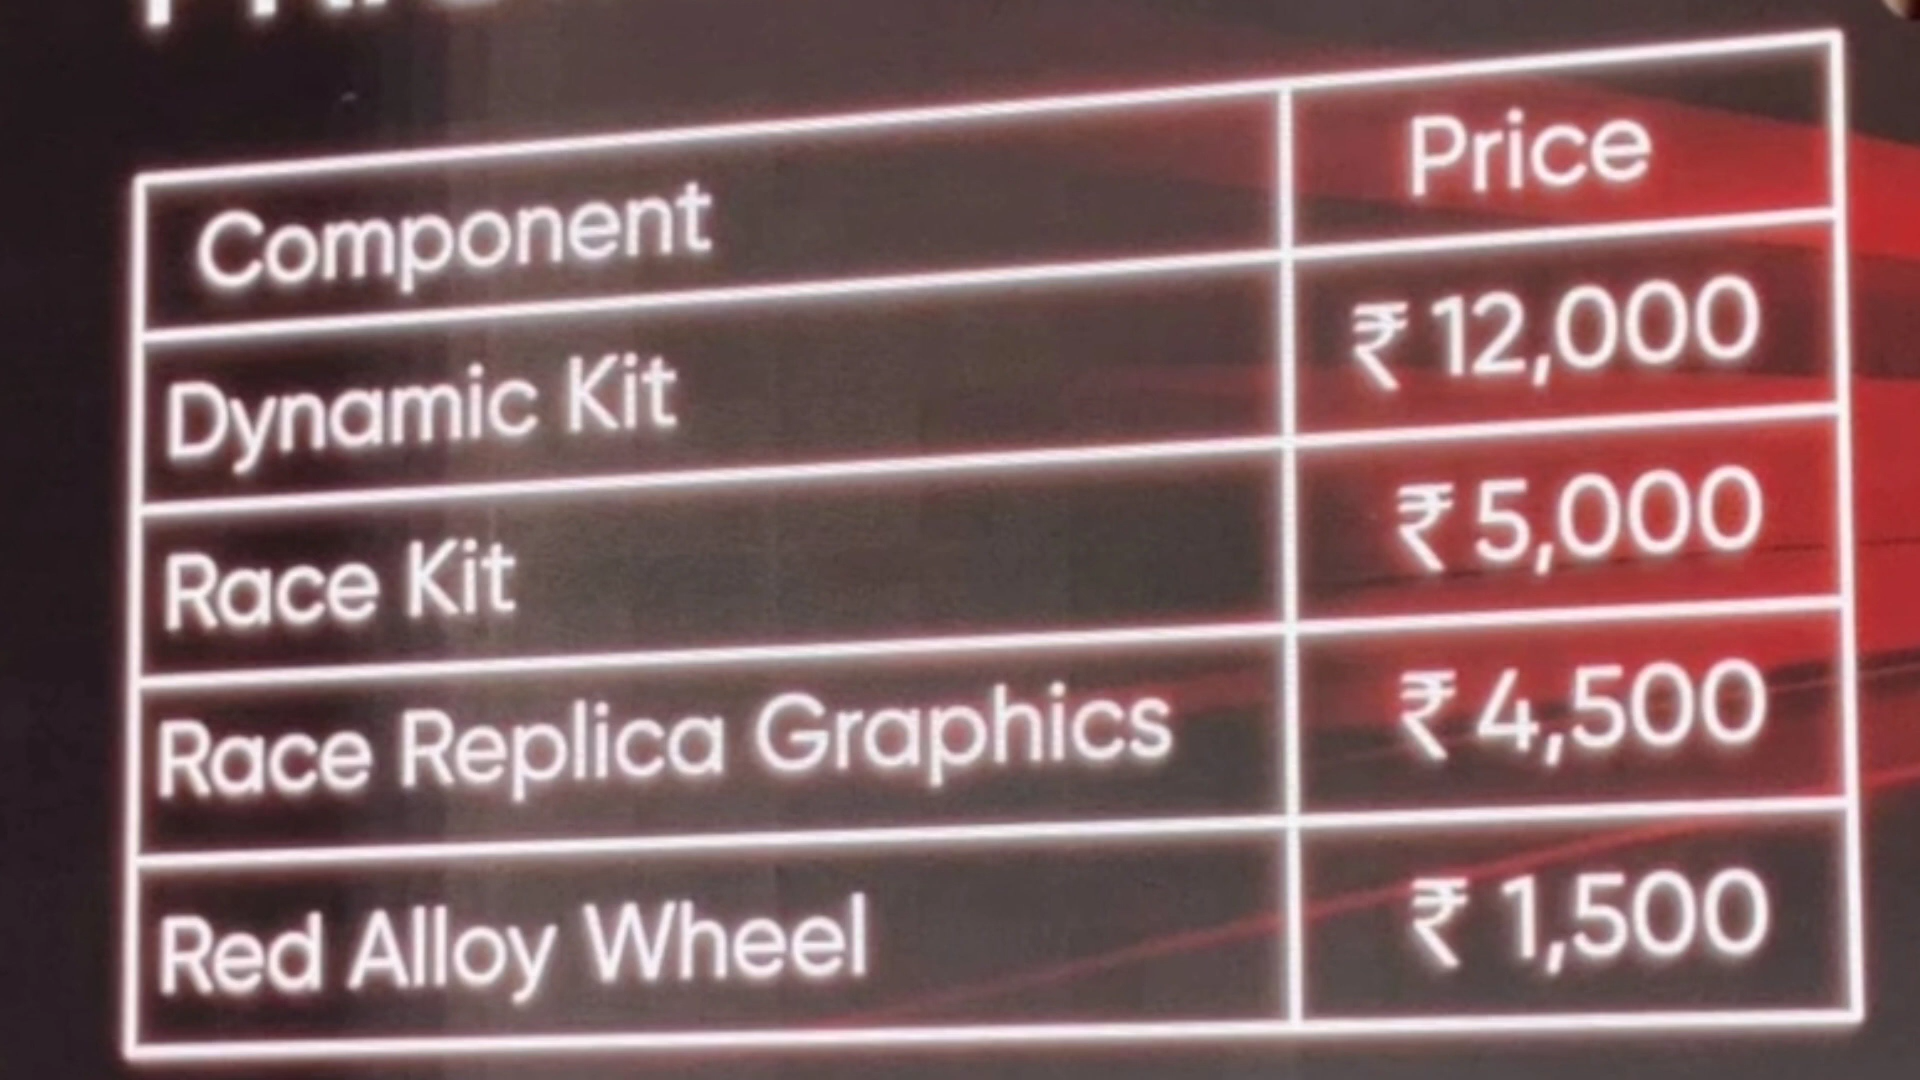 Component Price
Dynamic Kit ₹ 12,000
Race Kit ₹ 5,000
Race Replica Graphics ₹ 4,500
Red Alloy Wheel ₹ 1,500